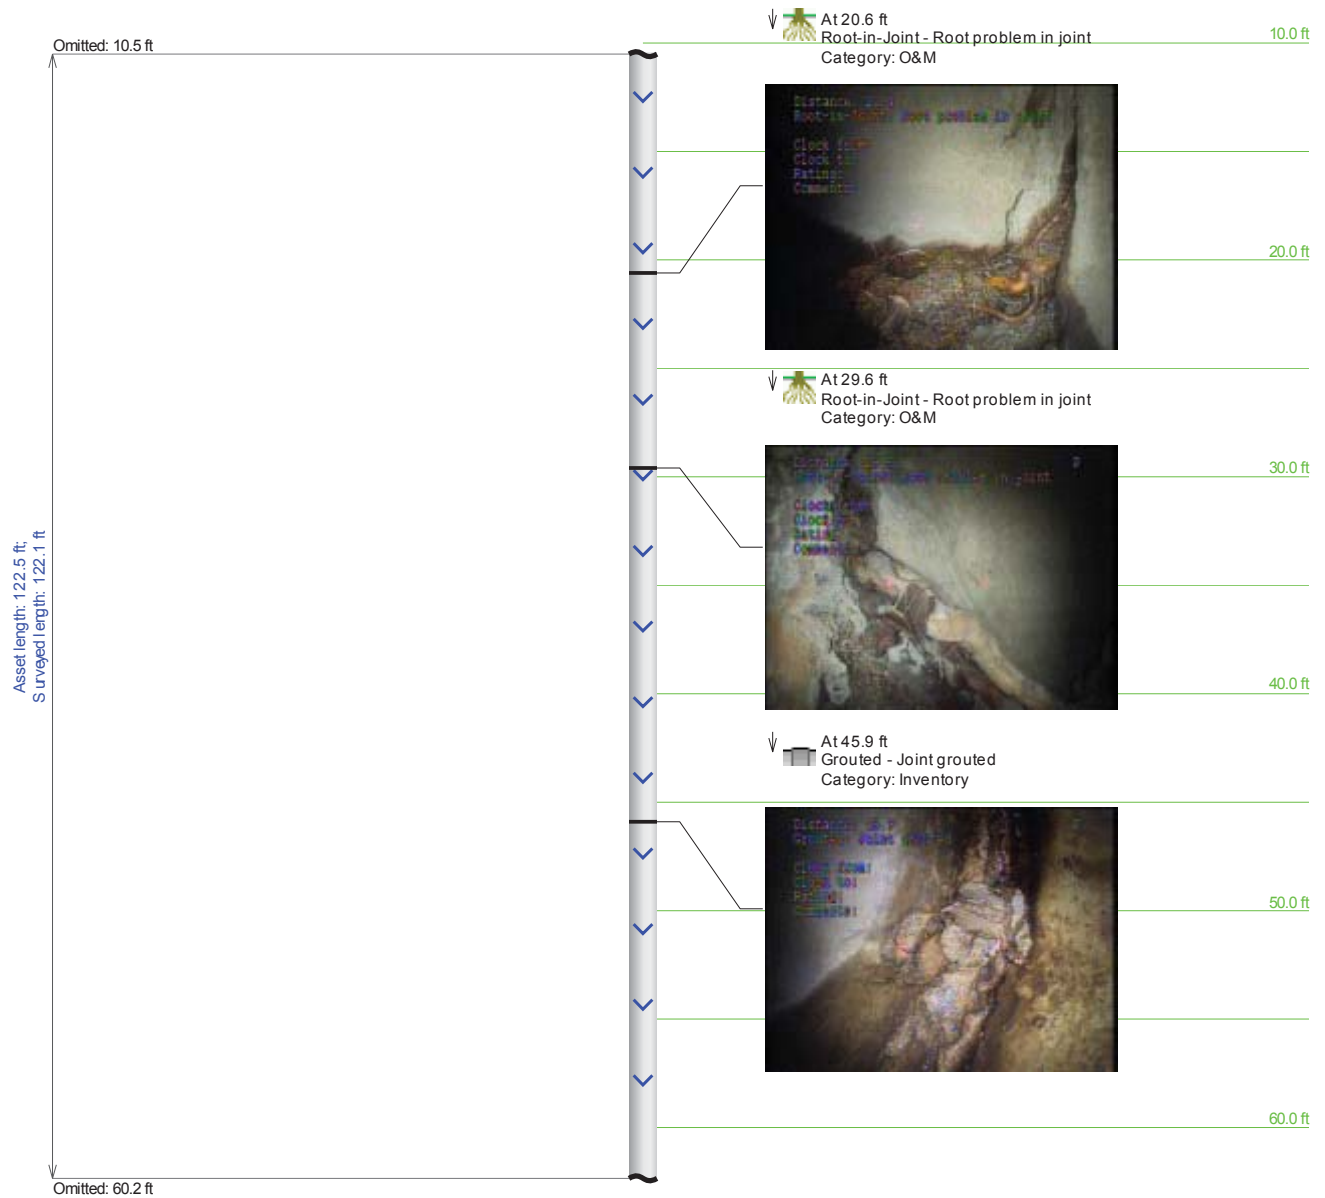 Omitted: 10.5 ft
At 20.6 ft
Root-in-Joint - Root problem in joint
Category: O&M
10.0 ft
20.0 ft
At 29.6 ft
Root-in-Joint - Root problem in joint
Category: O&M
30.0 ft
Asset length: 122.5 ft;
Surveyed length: 122.1 ft
40.0 ft
At 45.9 ft
Grouted - Joint grouted
Category: Inventory
50.0 ft
60.0 ft
Omitted: 60.2 ft